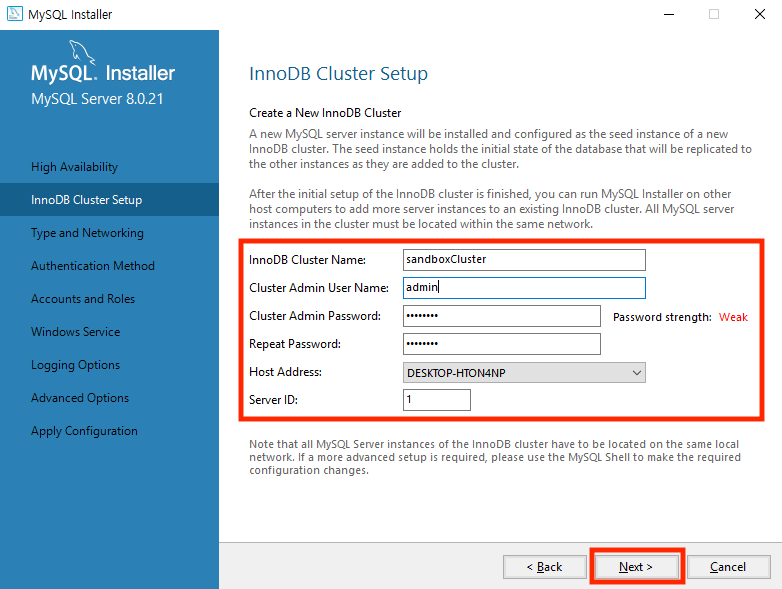 MySQL Installer
MySQL. Installer
MySQL Server 8.0.21
High Availability
InnoDB Cluster Setup
Type and Networking
Authentication Method
Accounts and Roles
Windows Service
Logging Options
Advanced Options
Apply Configuration
InnoDB Cluster Setup
Create a New InnoDB Cluster
A new MySQL server instance will be installed and configured as the seed instance of a new
InnoDB cluster. The seed instance holds the initial state of the database that will be replicated to
the other instances as they are added to the cluster.
After the initial setup of the InnoDB cluster is finished, you can run MySQL Installer on other
host computers to add more server instances to an existing InnoDB cluster. All MySQL server
instances in the cluster must be located within the same network.
InnoDB Cluster Name: sandboxCluster
Cluster Admin User Name: admin
Cluster Admin Password: •••••••• Password strength: Weak
Repeat Password: ••••••••
Host Address: DESKTOP-HTON4NP
Server ID: 1
Note that all MySQL Server instances of the InnoDB cluster have to be located on the same local
network. If a more advanced setup is required, please use the MySQL Shell to make the required
configuration changes.
< Back Next > Cancel